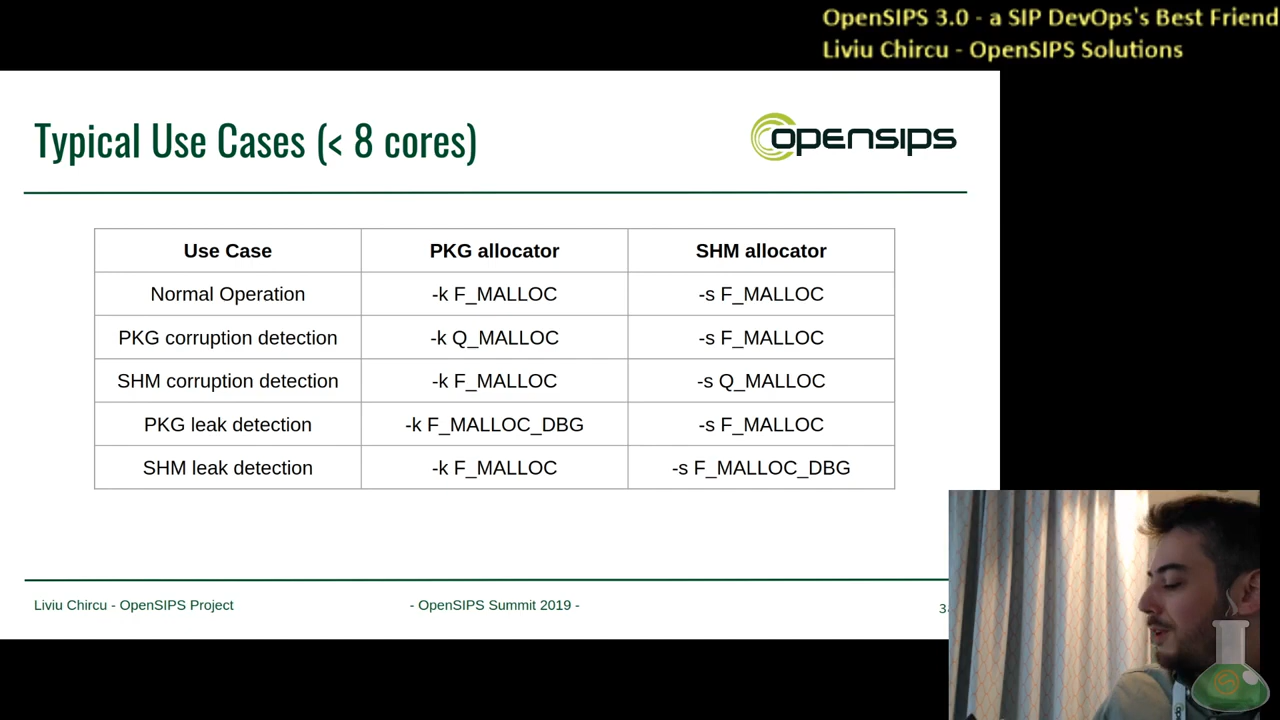 OpenSIPS 3.0 - a SIP DevOps's Best Friend
Liviu Chircu - OpenSIPS Solutions
Typical Use Cases (< 8 cores)
opensips
Use Case PKG allocator SHM allocator
Normal Operation -k F_MALLOC -s F_MALLOC
PKG corruption detection -k Q_MALLOC -s F_MALLOC
SHM corruption detection -k F_MALLOC -s Q_MALLOC
PKG leak detection -k F_MALLOC_DBG -s F_MALLOC
SHM leak detection -k F_MALLOC -s F_MALLOC_DBG
Liviu Chircu - OpenSIPS Project - OpenSIPS Summit 2019 -